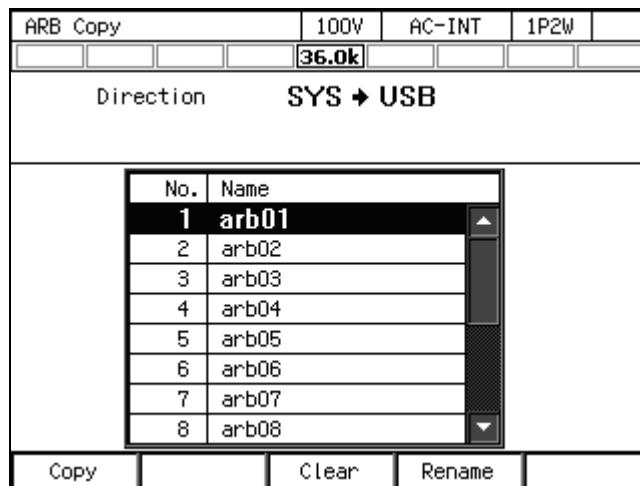 ARB Copy 100V AC-INT 1P2W
36.0k
Direction SYS → USB
No. Name
1 arb01
2 arb02
3 arb03
4 arb04
5 arb05
6 arb06
7 arb07
8 arb08
Copy Clear Rename